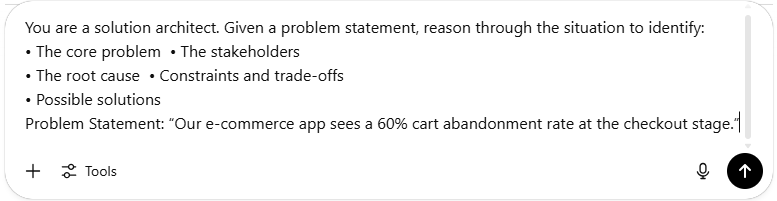 You are a solution architect. Given a problem statement, reason through the situation to identify:
• The core problem • The stakeholders
• The root cause • Constraints and trade-offs
• Possible solutions
Problem Statement: “Our e-commerce app sees a 60% cart abandonment rate at the checkout stage.”
Tools